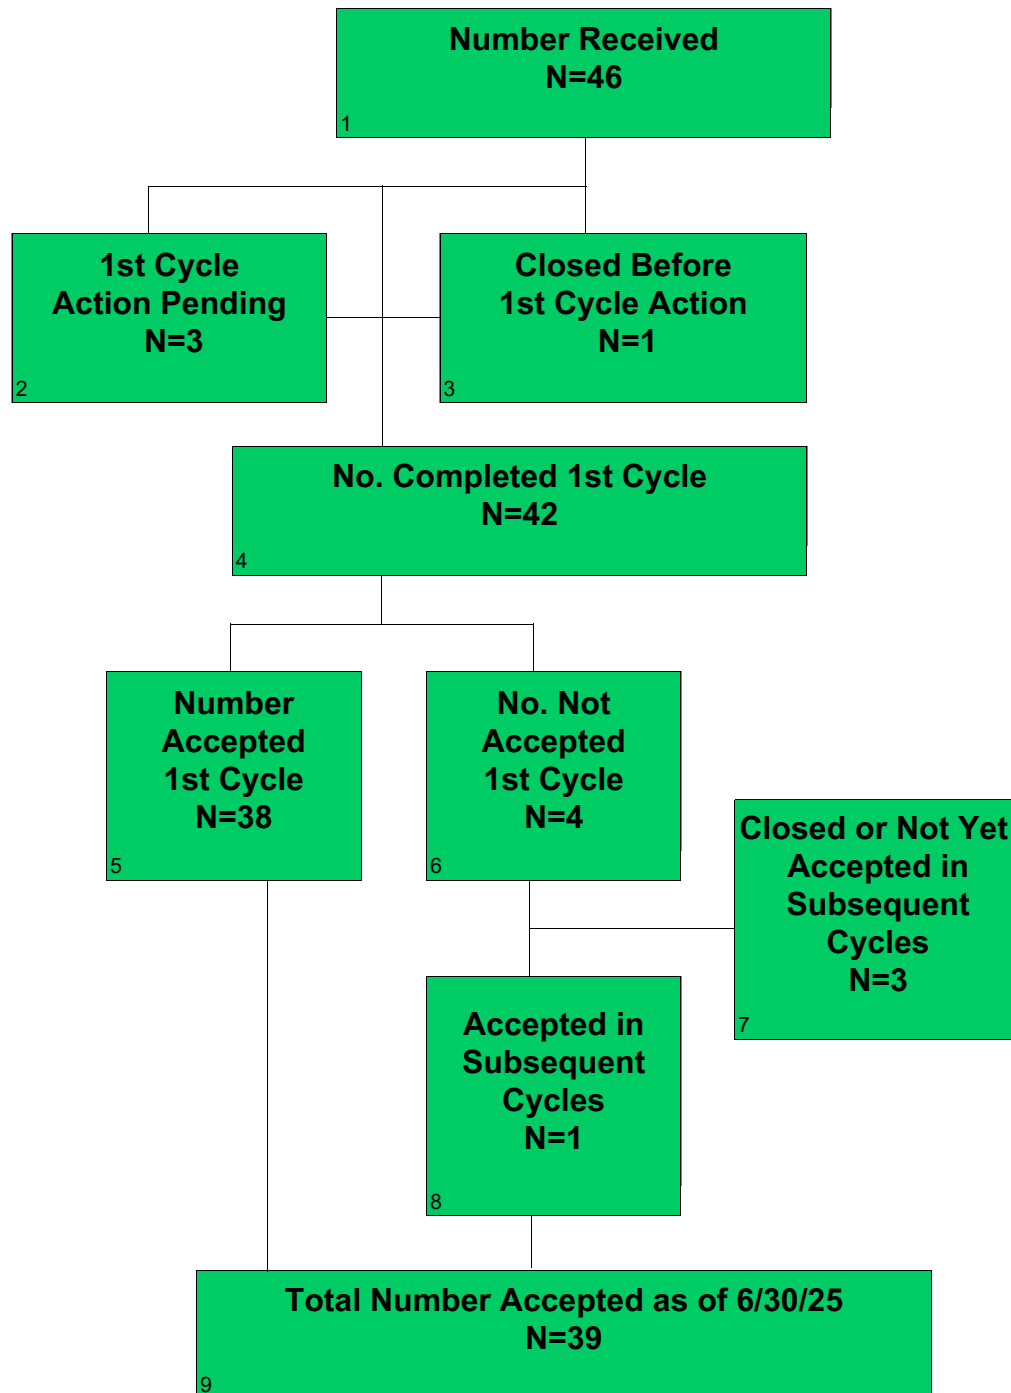 Number Received
N=46
1
1st Cycle
Action Pending
N=3
2
Closed Before
1st Cycle Action
N=1
3
No. Completed 1st Cycle
N=42
4
Number
Accepted
1st Cycle
N=38
5
No. Not
Accepted
1st Cycle
N=4
6
Closed or Not Yet
Accepted in
Subsequent
Cycles
N=3
7
Accepted in
Subsequent
Cycles
N=1
8
Total Number Accepted as of 6/30/25
N=39
9